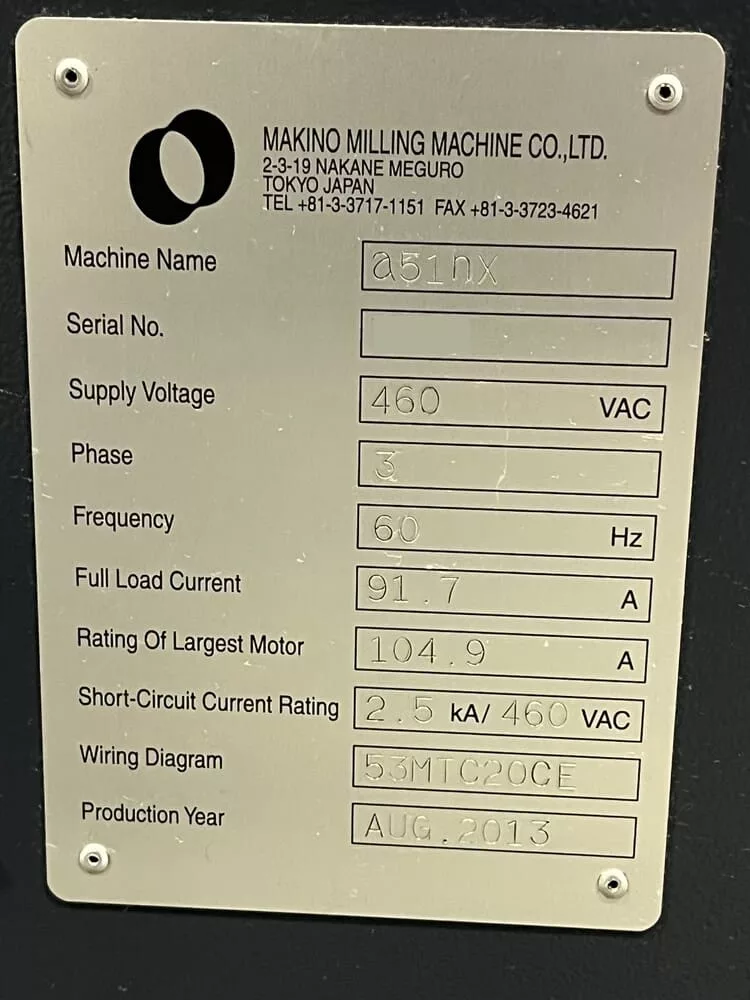 MAKINO MILLING MACHINE CO.,LTD.
2-3-19 NAKANE MEGURO
TOKYO JAPAN
TEL +81-3-3717-1151 FAX +81-3-3723-4621
Machine Name a51nx
Serial No.
Supply Voltage 460 VAC
Phase 3
Frequency 60 Hz
Full Load Current 91.7 A
Rating Of Largest Motor 104.9 A
Short-Circuit Current Rating 2.5 kA/ 460 VAC
Wiring Diagram 53MTC20CE
Production Year AUG.2013